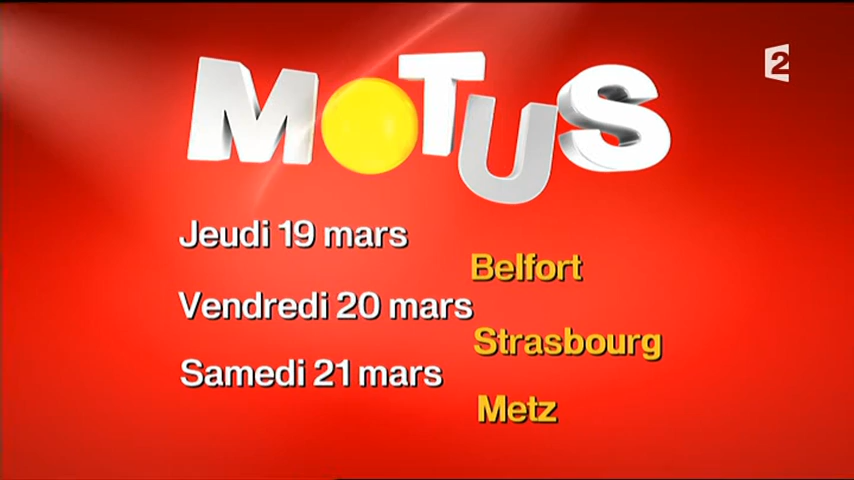 MOTUS
2
Jeudi 19 mars
Belfort
Vendredi 20 mars
Strasbourg
Samedi 21 mars
Metz